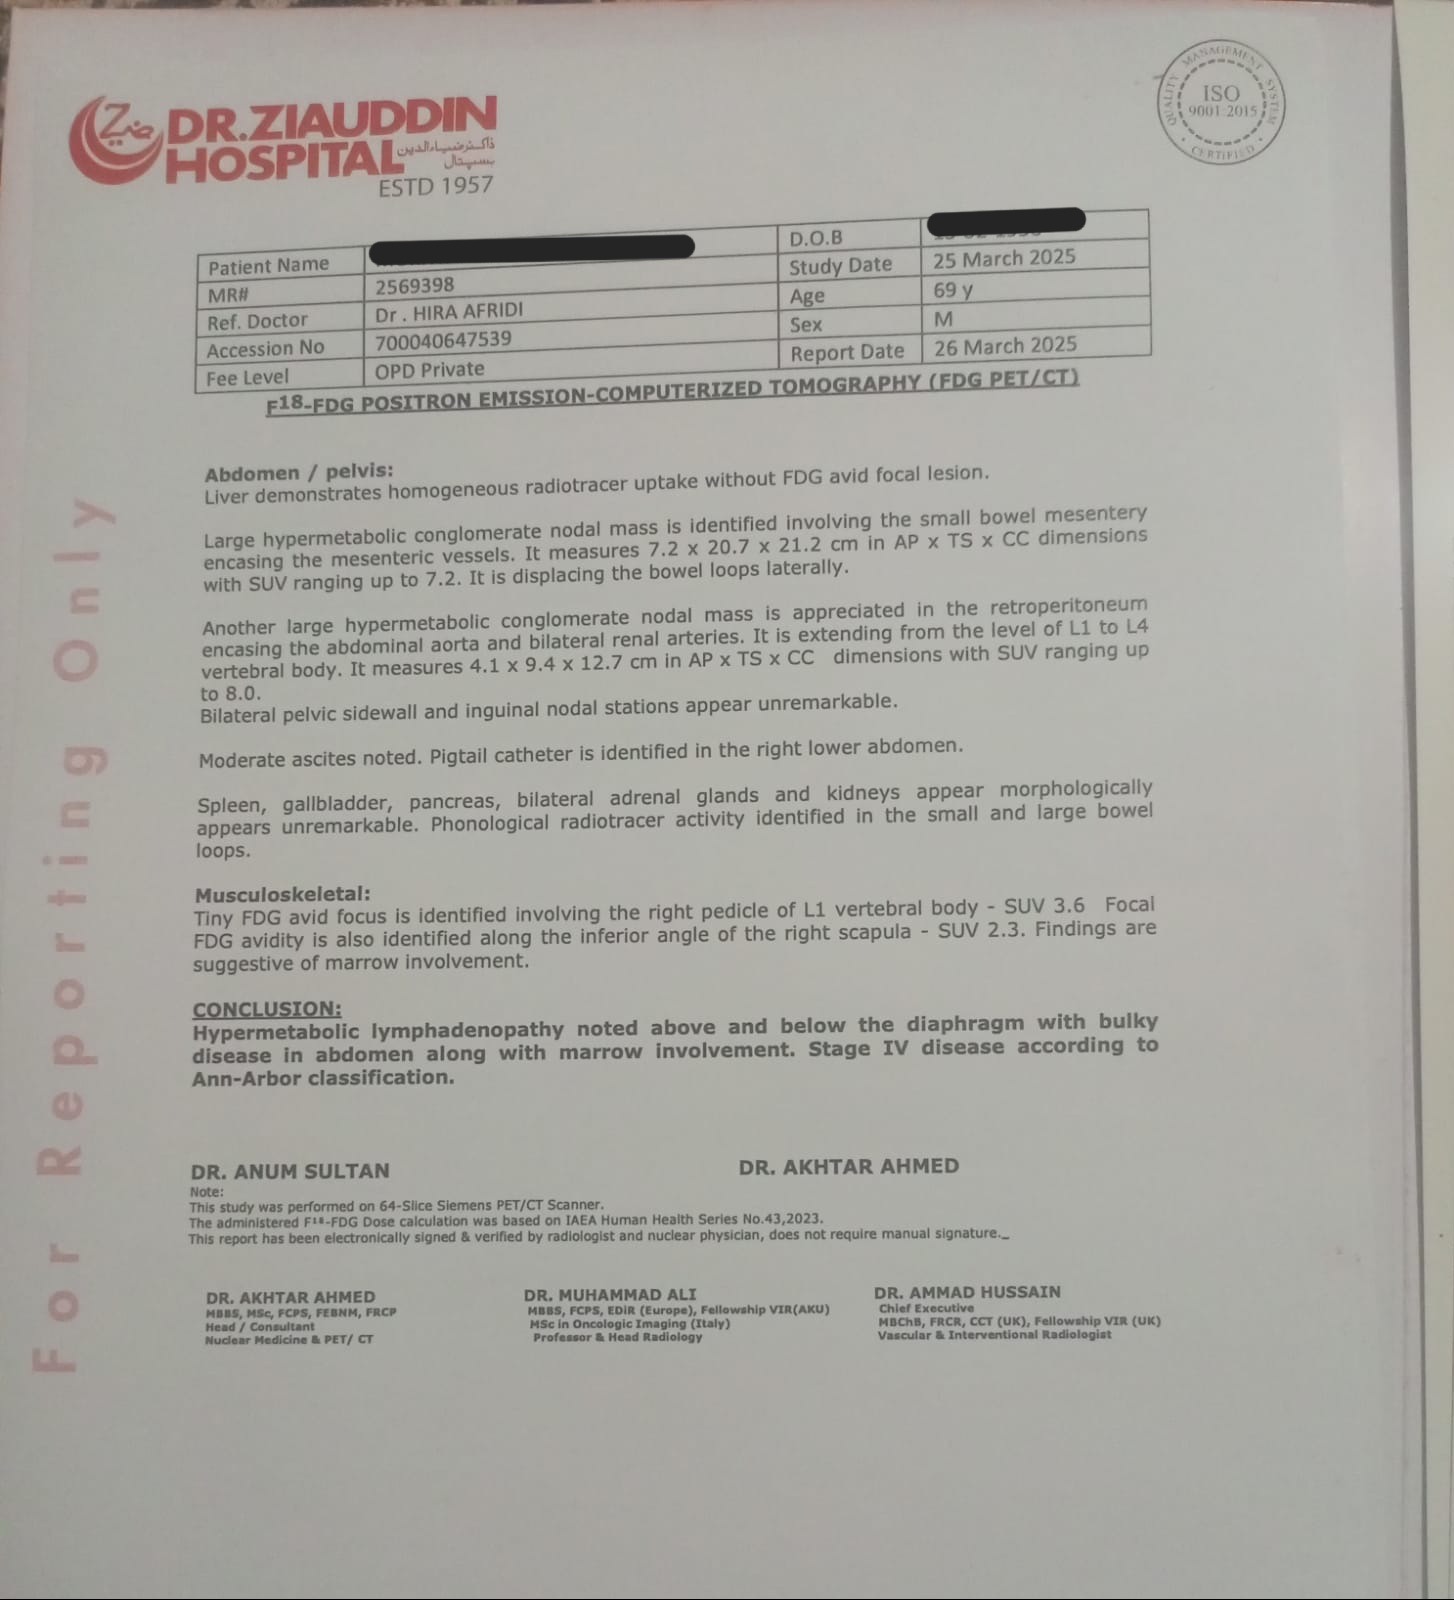 DR.ZIAUDDIN
HOSPITAL
ڈاکٹر ضیاءالدین
ہسپتال
ESTD 1957
QUALITY MANAGEMENT SYSTEM
ISO
9001:2015
CERTIFIED
Patient Name
D.O.B
MR# 2569398 Study Date 25 March 2025
Ref. Doctor Dr . HIRA AFRIDI Age 69 y
Accession No 700040647539 Sex M
Fee Level OPD Private Report Date 26 March 2025
F18-FDG POSITRON EMISSION-COMPUTERIZED TOMOGRAPHY (FDG PET/CT)
Abdomen / pelvis:
Liver demonstrates homogeneous radiotracer uptake without FDG avid focal lesion.
Large hypermetabolic conglomerate nodal mass is identified involving the small bowel mesentery
encasing the mesenteric vessels. It measures 7.2 x 20.7 x 21.2 cm in AP x TS x CC dimensions
with SUV ranging up to 7.2. It is displacing the bowel loops laterally.
Another large hypermetabolic conglomerate nodal mass is appreciated in the retroperitoneum
encasing the abdominal aorta and bilateral renal arteries. It is extending from the level of L1 to L4
vertebral body. It measures 4.1 x 9.4 x 12.7 cm in AP x TS x CC dimensions with SUV ranging up
to 8.0.
Bilateral pelvic sidewall and inguinal nodal stations appear unremarkable.
Moderate ascites noted. Pigtail catheter is identified in the right lower abdomen.
Spleen, gallbladder, pancreas, bilateral adrenal glands and kidneys appear morphologically
appears unremarkable. Phonological radiotracer activity identified in the small and large bowel
loops.
Musculoskeletal:
Tiny FDG avid focus is identified involving the right pedicle of L1 vertebral body - SUV 3.6 Focal
FDG avidity is also identified along the inferior angle of the right scapula - SUV 2.3. Findings are
suggestive of marrow involvement.
CONCLUSION:
Hypermetabolic lymphadenopathy noted above and below the diaphragm with bulky
disease in abdomen along with marrow involvement. Stage IV disease according to
Ann-Arbor classification.
DR. ANUM SULTAN DR. AKHTAR AHMED
Note:
This study was performed on 64-Slice Siemens PET/CT Scanner.
The administered F18-FDG Dose calculation was based on IAEA Human Health Series No.43,2023.
This report has been electronically signed & verified by radiologist and nuclear physician, does not require manual signature._
DR. AKHTAR AHMED
MBBS, MSc, FCPS, FEBNM, FRCP
Head / Consultant
Nuclear Medicine & PET/ CT
DR. MUHAMMAD ALI
MBBS, FCPS, EDiR (Europe), Fellowship VIR(AKU)
MSc in Oncologic Imaging (Italy)
Professor & Head Radiology
DR. AMMAD HUSSAIN
Chief Executive
MBChB, FRCR, CCT (UK), Fellowship VIR (UK)
Vascular & Interventional Radiologist
For Reporting Only